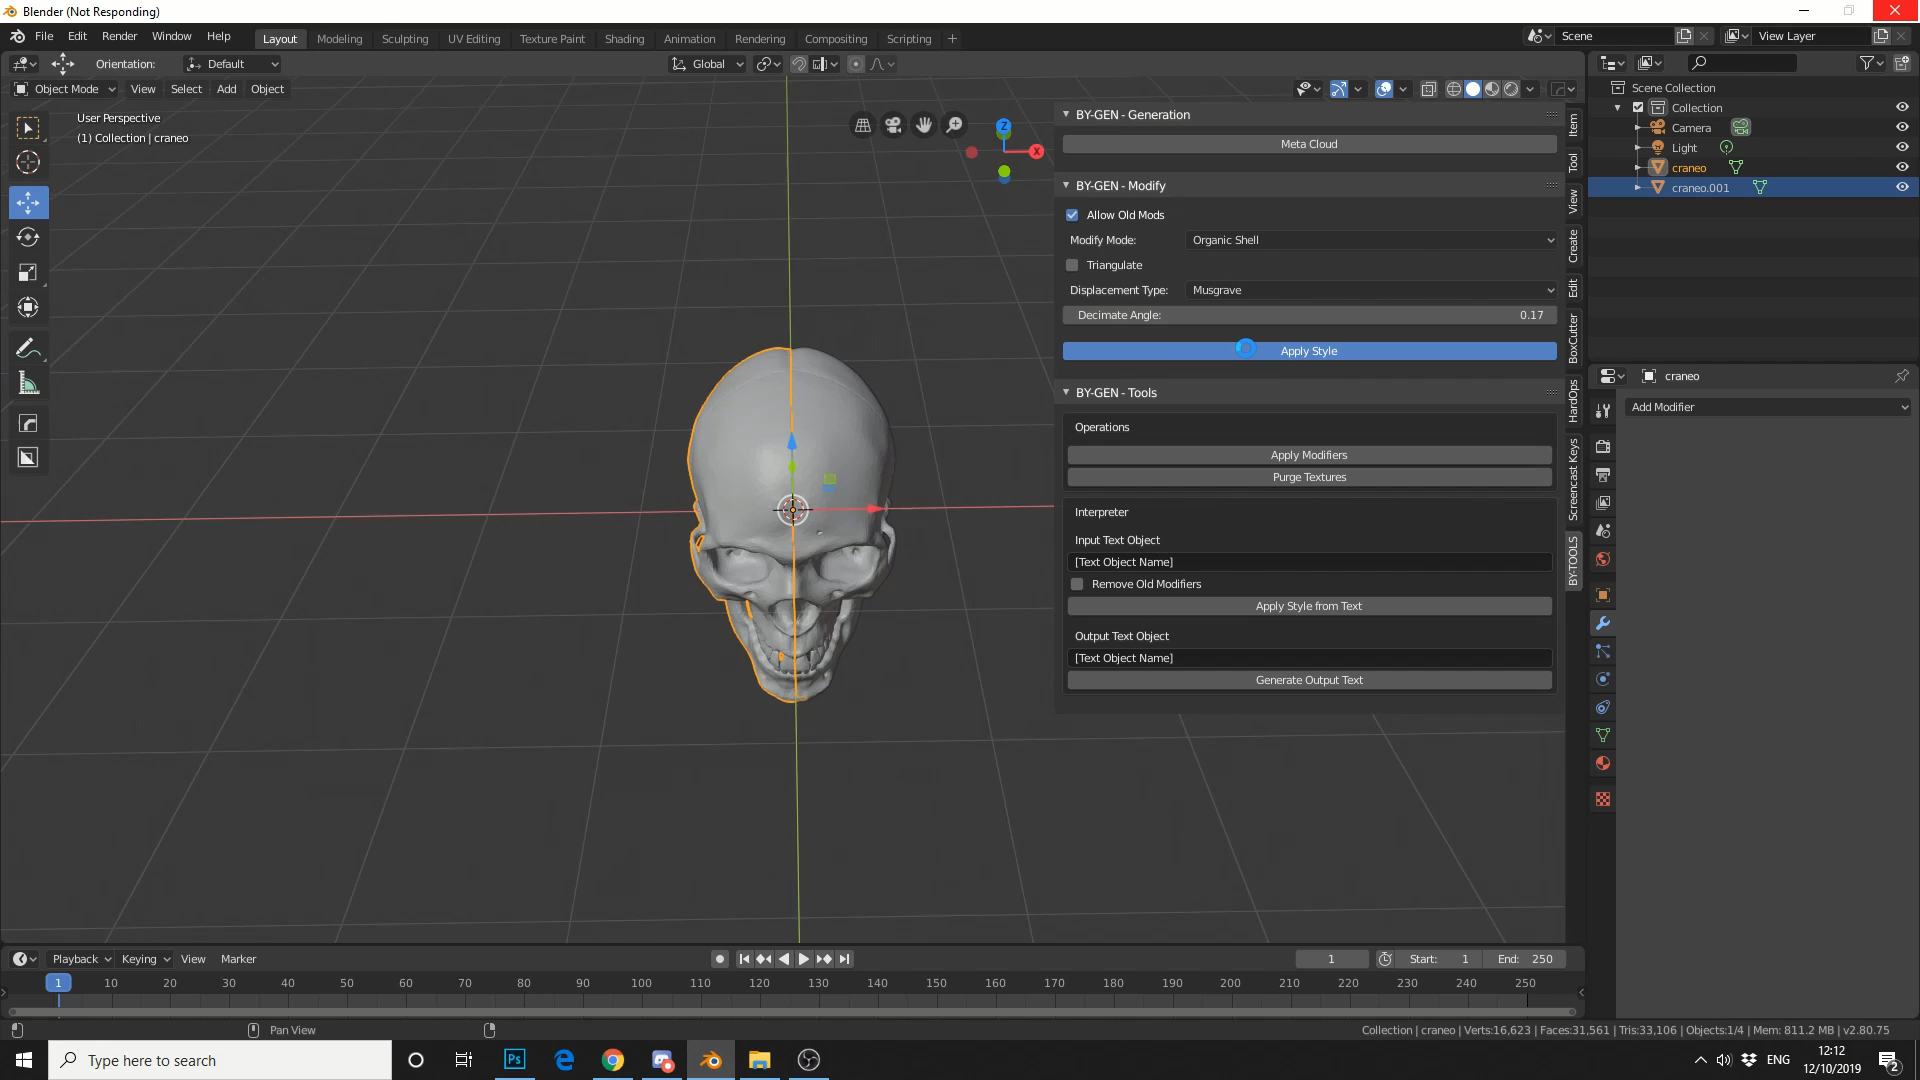 Blender (Not Responding)
File Edit Render Window Help Layout Modeling Sculpting UV Editing Texture Paint Shading Animation Rendering Compositing Scripting + Scene View Layer
Orientation: Default Global
Object Mode View Select Add Object
User Perspective
(1) Collection | craneo
Z
X
BY-GEN - Generation
Meta Cloud
BY-GEN - Modify
Allow Old Mods
Modify Mode: Organic Shell
Triangulate
Displacement Type: Musgrave
Decimate Angle: 0.17
Apply Style
BY-GEN - Tools
Operations
Apply Modifiers
Purge Textures
Interpreter
Input Text Object
[Text Object Name]
Remove Old Modifiers
Apply Style from Text
Output Text Object
[Text Object Name]
Generate Output Text
Item
Tool
View
Create
Edit
BoxCutter
HardOps
Screencast Keys
BY-TOOLS
Scene Collection
Collection
Camera
Light
craneo
craneo.001
craneo
Add Modifier
Playback Keying View Marker 1 Start: 1 End: 250
1 10 20 30 40 50 60 70 80 90 100 110 120 130 140 150 160 170 180 190 200 210 220 230 240 250
Pan View Collection | craneo | Verts:16,623 | Faces:31,561 | Tris:33,106 | Objects:1/4 | Mem: 811.2 MB | v2.80.75
Type here to search Ps ENG 12:12
12/10/2019 2